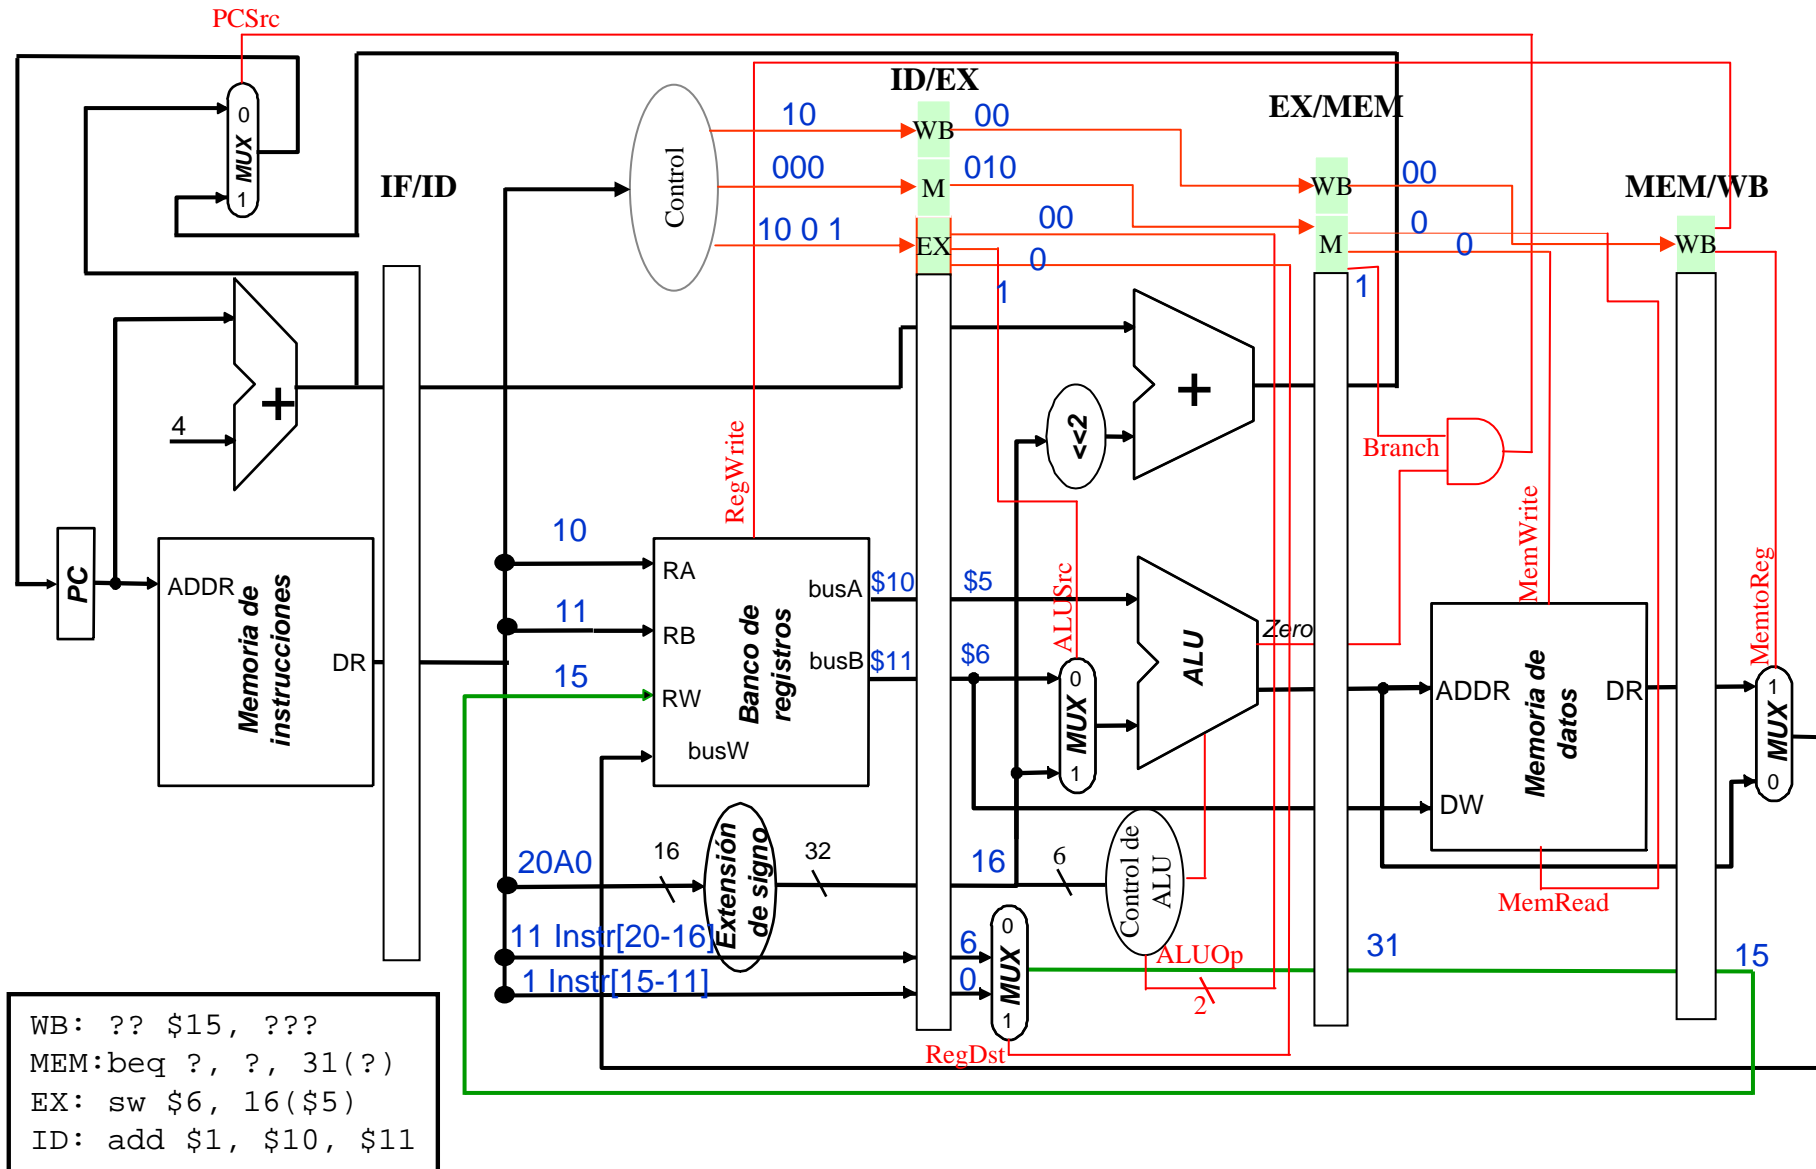 PCSrc
ID/EX
EX/MEM
IF/ID
MEM/WB
0
MUX
1
Control
10
000
10 0 1
WB
M
EX
00
010
00
0
1
WB
M
00
0
0
1
WB
+
4
+
<<2
Branch
RegWrite
ALUSrc
MemWrite
MemtoReg
PC
ADDR
Memoria de
instrucciones
DR
10
11
15
RA
RB
RW
busW
Banco de
registros
busA
busB
$10
$11
$5
$6
0
MUX
1
ALU
Zero
ADDR
DW
Memoria de
datos
DR
1
MUX
0
MemRead
20A0
16
Extensión
de signo
32
16
6
Control de
ALU
ALUOp
2
11 Instr[20-16]
1 Instr[15-11]
6
0
0
MUX
1
RegDst
31
15
WB: ?? $15, ???
MEM:beq ?, ?, 31(?)
EX: sw $6, 16($5)
ID: add $1, $10, $11